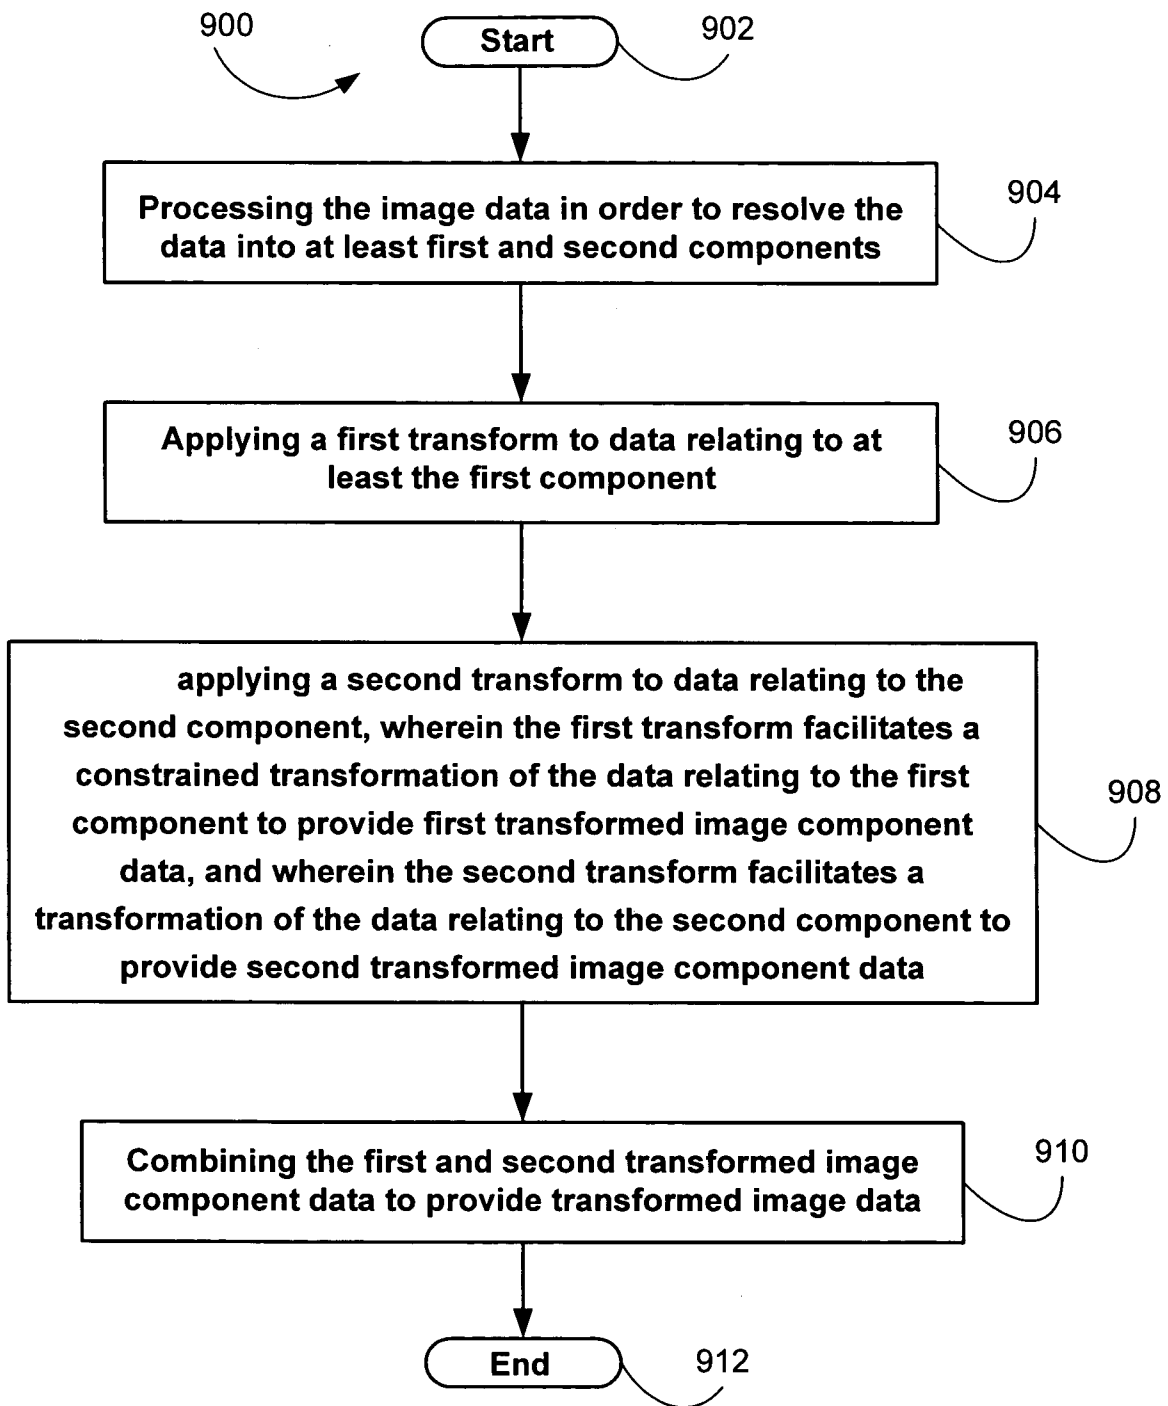 900
Start
902
Processing the image data in order to resolve the
data into at least first and second components
904
Applying a first transform to data relating to at
least the first component
906
applying a second transform to data relating to the
second component, wherein the first transform facilitates a
constrained transformation of the data relating to the first
component to provide first transformed image component
data, and wherein the second transform facilitates a
transformation of the data relating to the second component to
provide second transformed image component data
908
Combining the first and second transformed image
component data to provide transformed image data
910
End
912